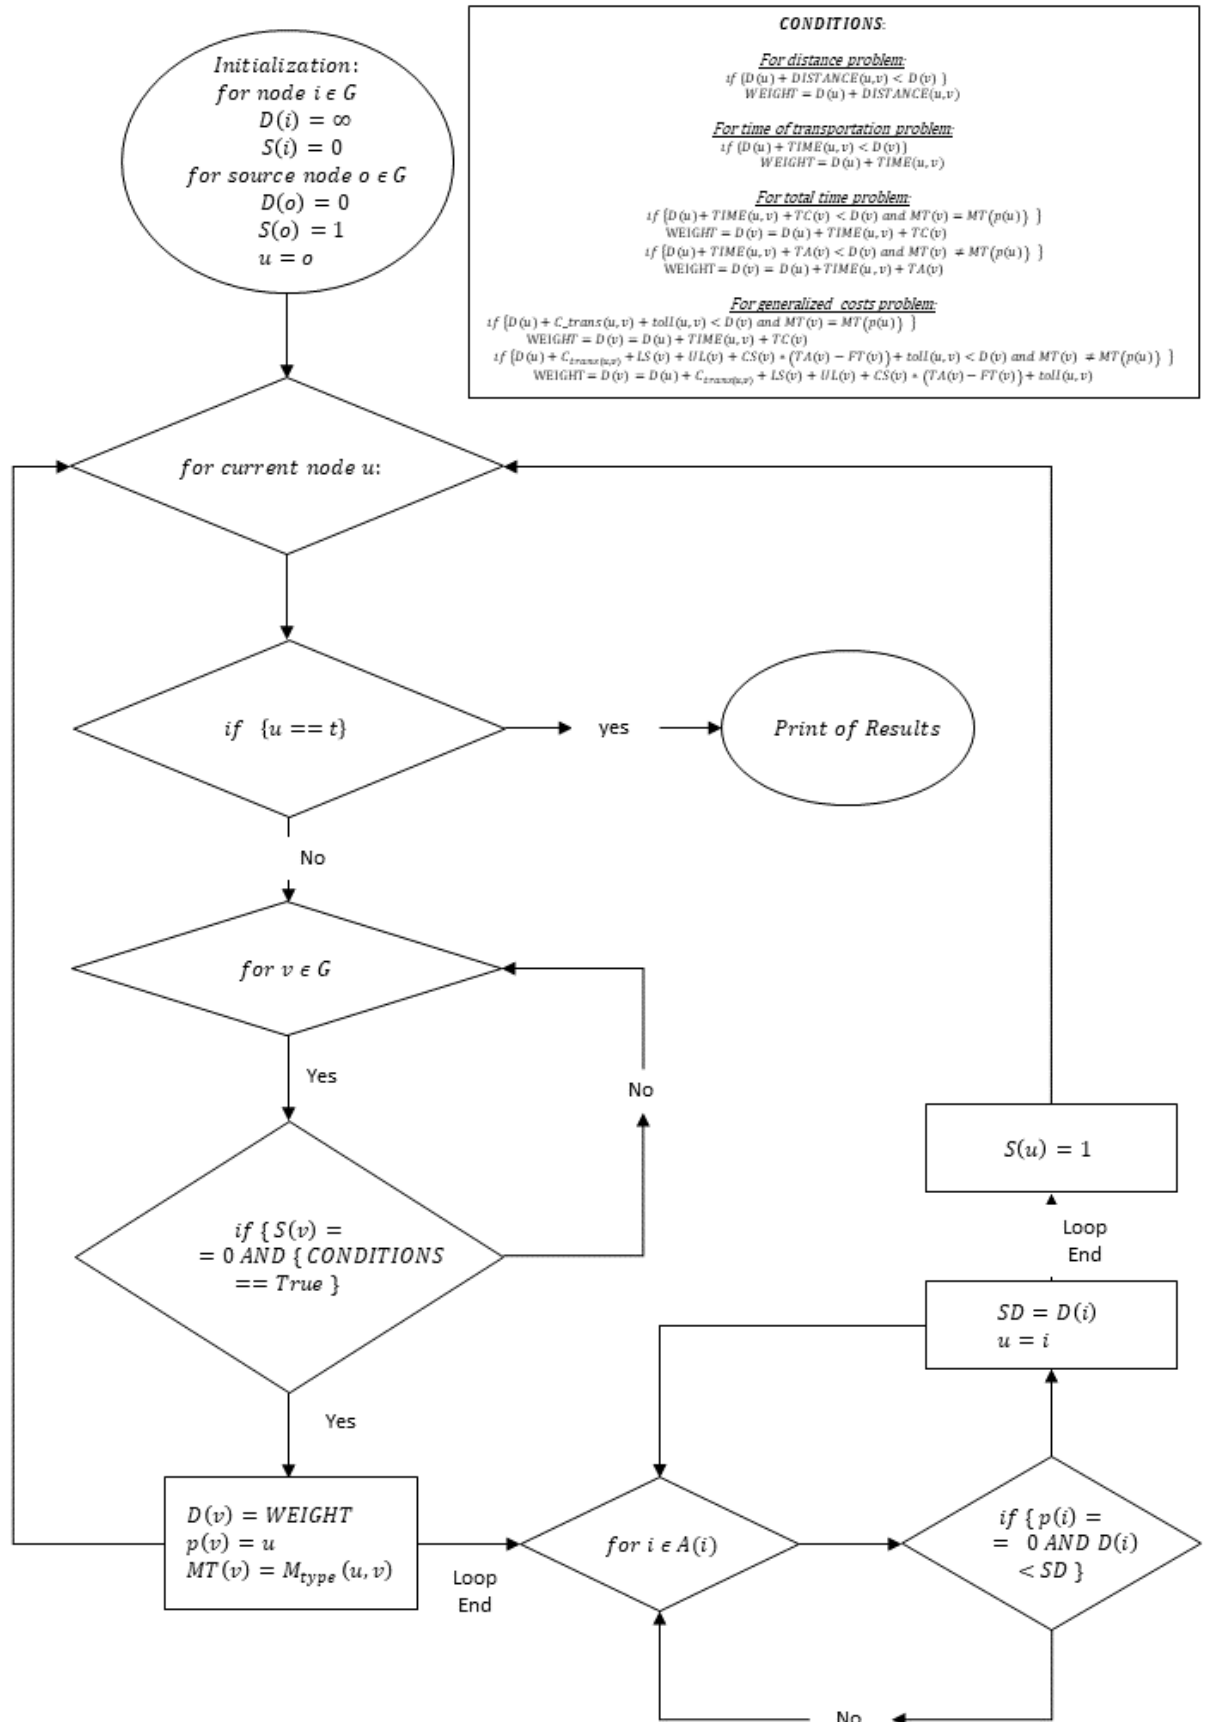 CONDITIONS:
For distance problem:
if {D(u) + DISTANCE(u,v) < D(v) }
WEIGHT = D(u) + DISTANCE(u,v)
For time of transportation problem:
if {D(u) + TIME(u,v) < D(v)}
WEIGHT = D(u) + TIME(u,v)
For total time problem:
if {D(u)+ TIME(u,v) + TC(v) < D(v) and MT(v) = MT(p(u)) }
WEIGHT = D(v) = D(u) + TIME(u,v) + TC(v)
if {D(u)+ TIME(u,v) + TA(v) < D(v) and MT(v) ≠ MT(p(u)) }
WEIGHT = D(v) = D(u) + TIME(u,v) + TA(v)
For generalized costs problem:
if {D(u) + C_trans(u,v) + toll(u,v) < D(v) and MT(v) = MT(p(u)) }
WEIGHT = D(v) = D(u) + TIME(u,v) + TC(v)
if {D(u) + C_trans(u,v) + LS(v) + UL(v) + CS(v) * (TA(v) − FT(v)) + toll(u,v) < D(v) and MT(v) ≠ MT(p(u)) }
WEIGHT = D(v) = D(u) + C_trans(u,v) + LS(v) + UL(v) + CS(v) * (TA(v) − FT(v)) + toll(u,v)
Initialization:
for node i ϵ G
D(i) = ∞
S(i) = 0
for source node o ϵ G
D(o) = 0
S(o) = 1
u = o
for current node u:
if {u == t}
yes
Print of Results
No
for v ϵ G
Yes
No
if { S(v) =
= 0 AND { CONDITIONS
== True }
Yes
D(v) = WEIGHT
p(v) = u
MT(v) = M_type (u, v)
Loop
End
for i ϵ A(i)
if { p(i) =
= 0 AND D(i)
< SD }
No
SD = D(i)
u = i
Loop
End
S(u) = 1